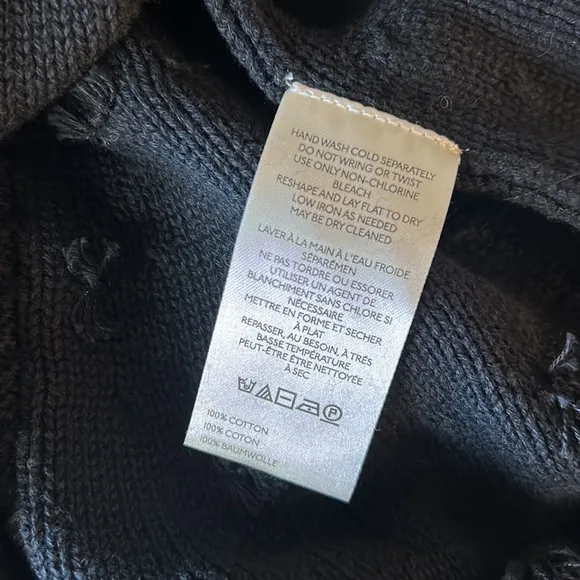 HAND WASH COLD SEPARATELY
DO NOT WRING OR TWIST
USE ONLY NON-CHLORINE
BLEACH
RESHAPE AND LAY FLAT TO DRY
LOW IRON AS NEEDED
MAY BE DRY CLEANED
LAVER À LA MAIN À L'EAU FROIDE
SÉPARÉMEN
NE PAS TORDRE OU ESSORER
UTILISER UN AGENT DE
BLANCHIMENT SANS CHLORE SI
NÉCESSAIRE
METTRE EN FORME ET SECHER
À PLAT
REPASSER, AU BESOIN, À TRÉS
BASSE TEMPÉRATURE
PEUT-ÊTRE ÊTRE NETTOYÉE
À SEC
P
100% COTTON
100% COTON
100% BAUMWOLLE